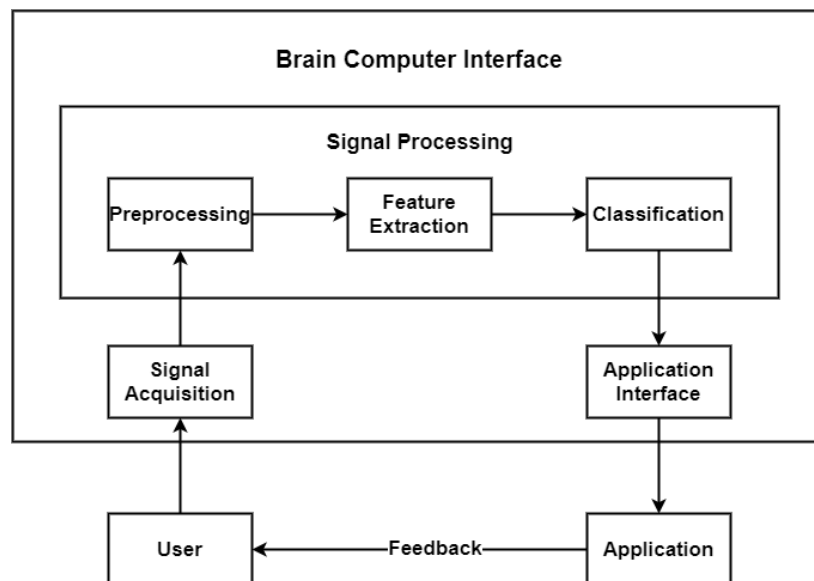 Brain Computer Interface
Signal Processing
Preprocessing
Feature
Extraction
Classification
Signal
Acquisition
Application
Interface
User
Feedback
Application